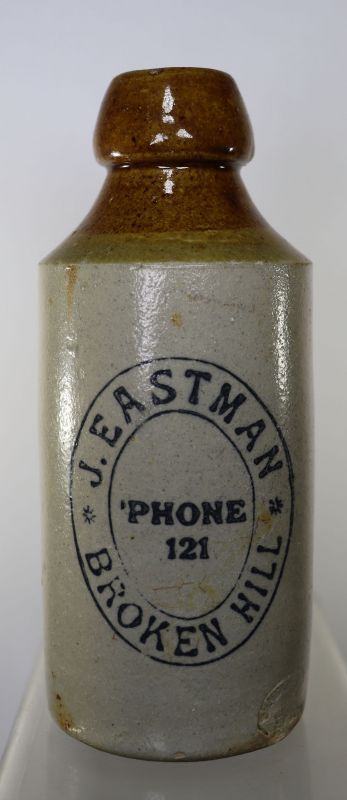 J. EASTMAN
'PHONE
121
BROKEN HILL